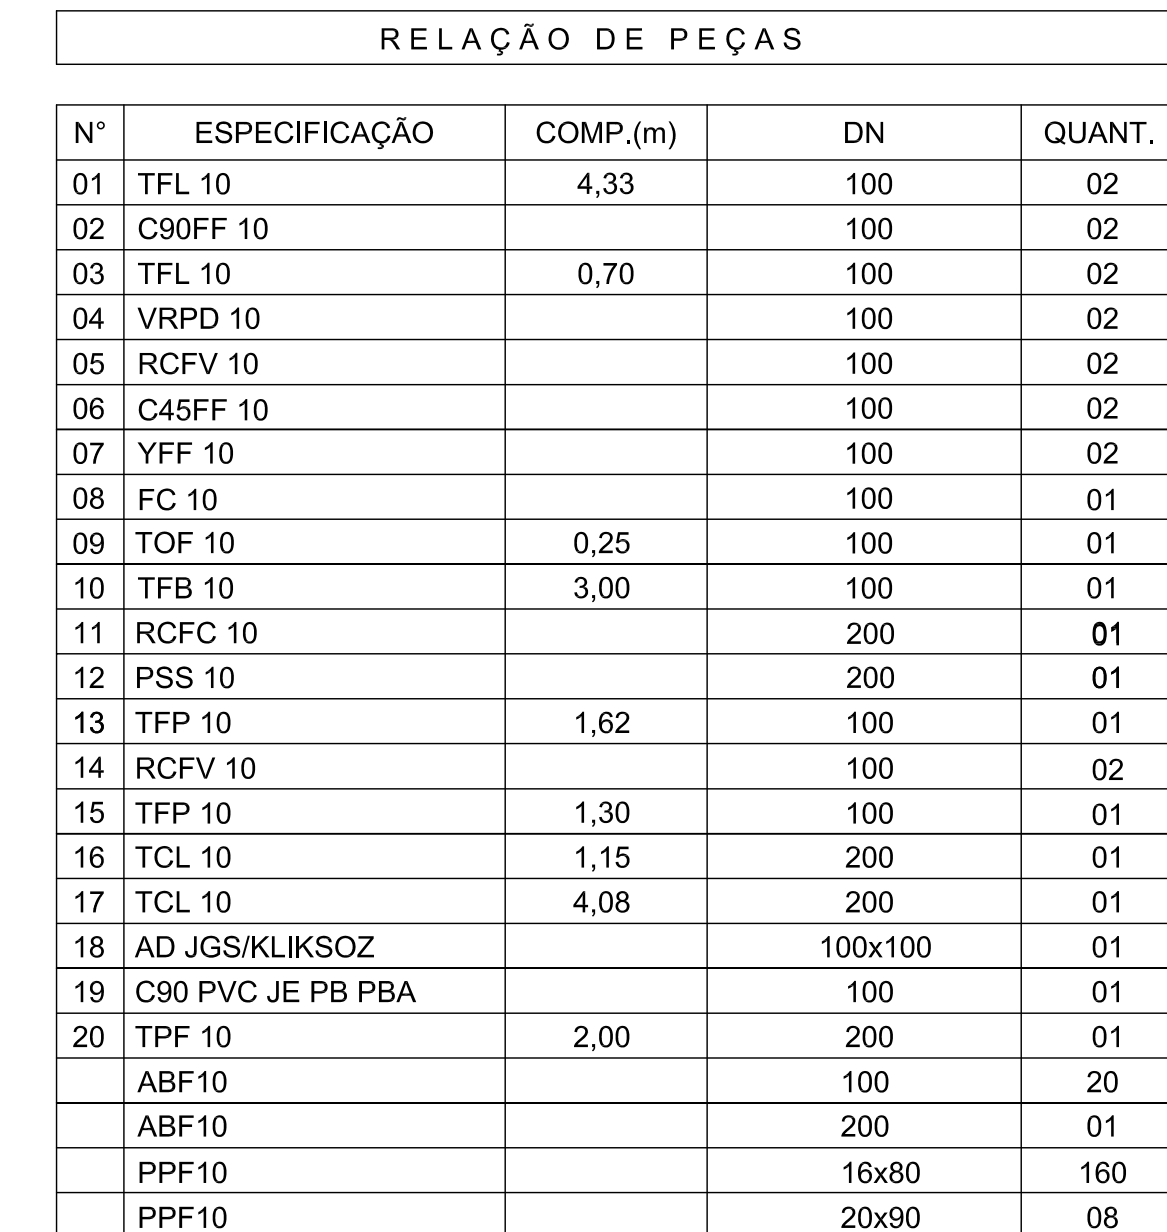 RELAÇÃO DE PEÇAS
N° ESPECIFICAÇÃO COMP.(m) DN QUANT.
01 TFL 10 4,33 100 02
02 C90FF 10 100 02
03 TFL 10 0,70 100 02
04 VRPD 10 100 02
05 RCFV 10 100 02
06 C45FF 10 100 02
07 YFF 10 100 02
08 FC 10 100 01
09 TOF 10 0,25 100 01
10 TFB 10 3,00 100 01
11 RCFC 10 200 01
12 PSS 10 200 01
13 TFP 10 1,62 100 01
14 RCFV 10 100 02
15 TFP 10 1,30 100 01
16 TCL 10 1,15 200 01
17 TCL 10 4,08 200 01
18 AD JGS/KLIKSOZ 100x100 01
19 C90 PVC JE PB PBA 100 01
20 TPF 10 2,00 200 01
ABF10 100 20
ABF10 200 01
PPF10 16x80 160
PPF10 20x90 08